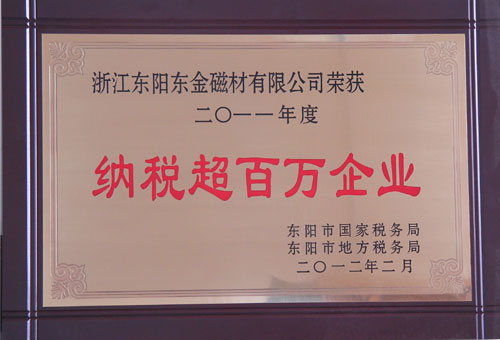 浙江东阳东金磁材有限公司荣获
二〇一一年度
纳税超百万企业
东阳市国家税务局
东阳市地方税务局
二〇一二年二月